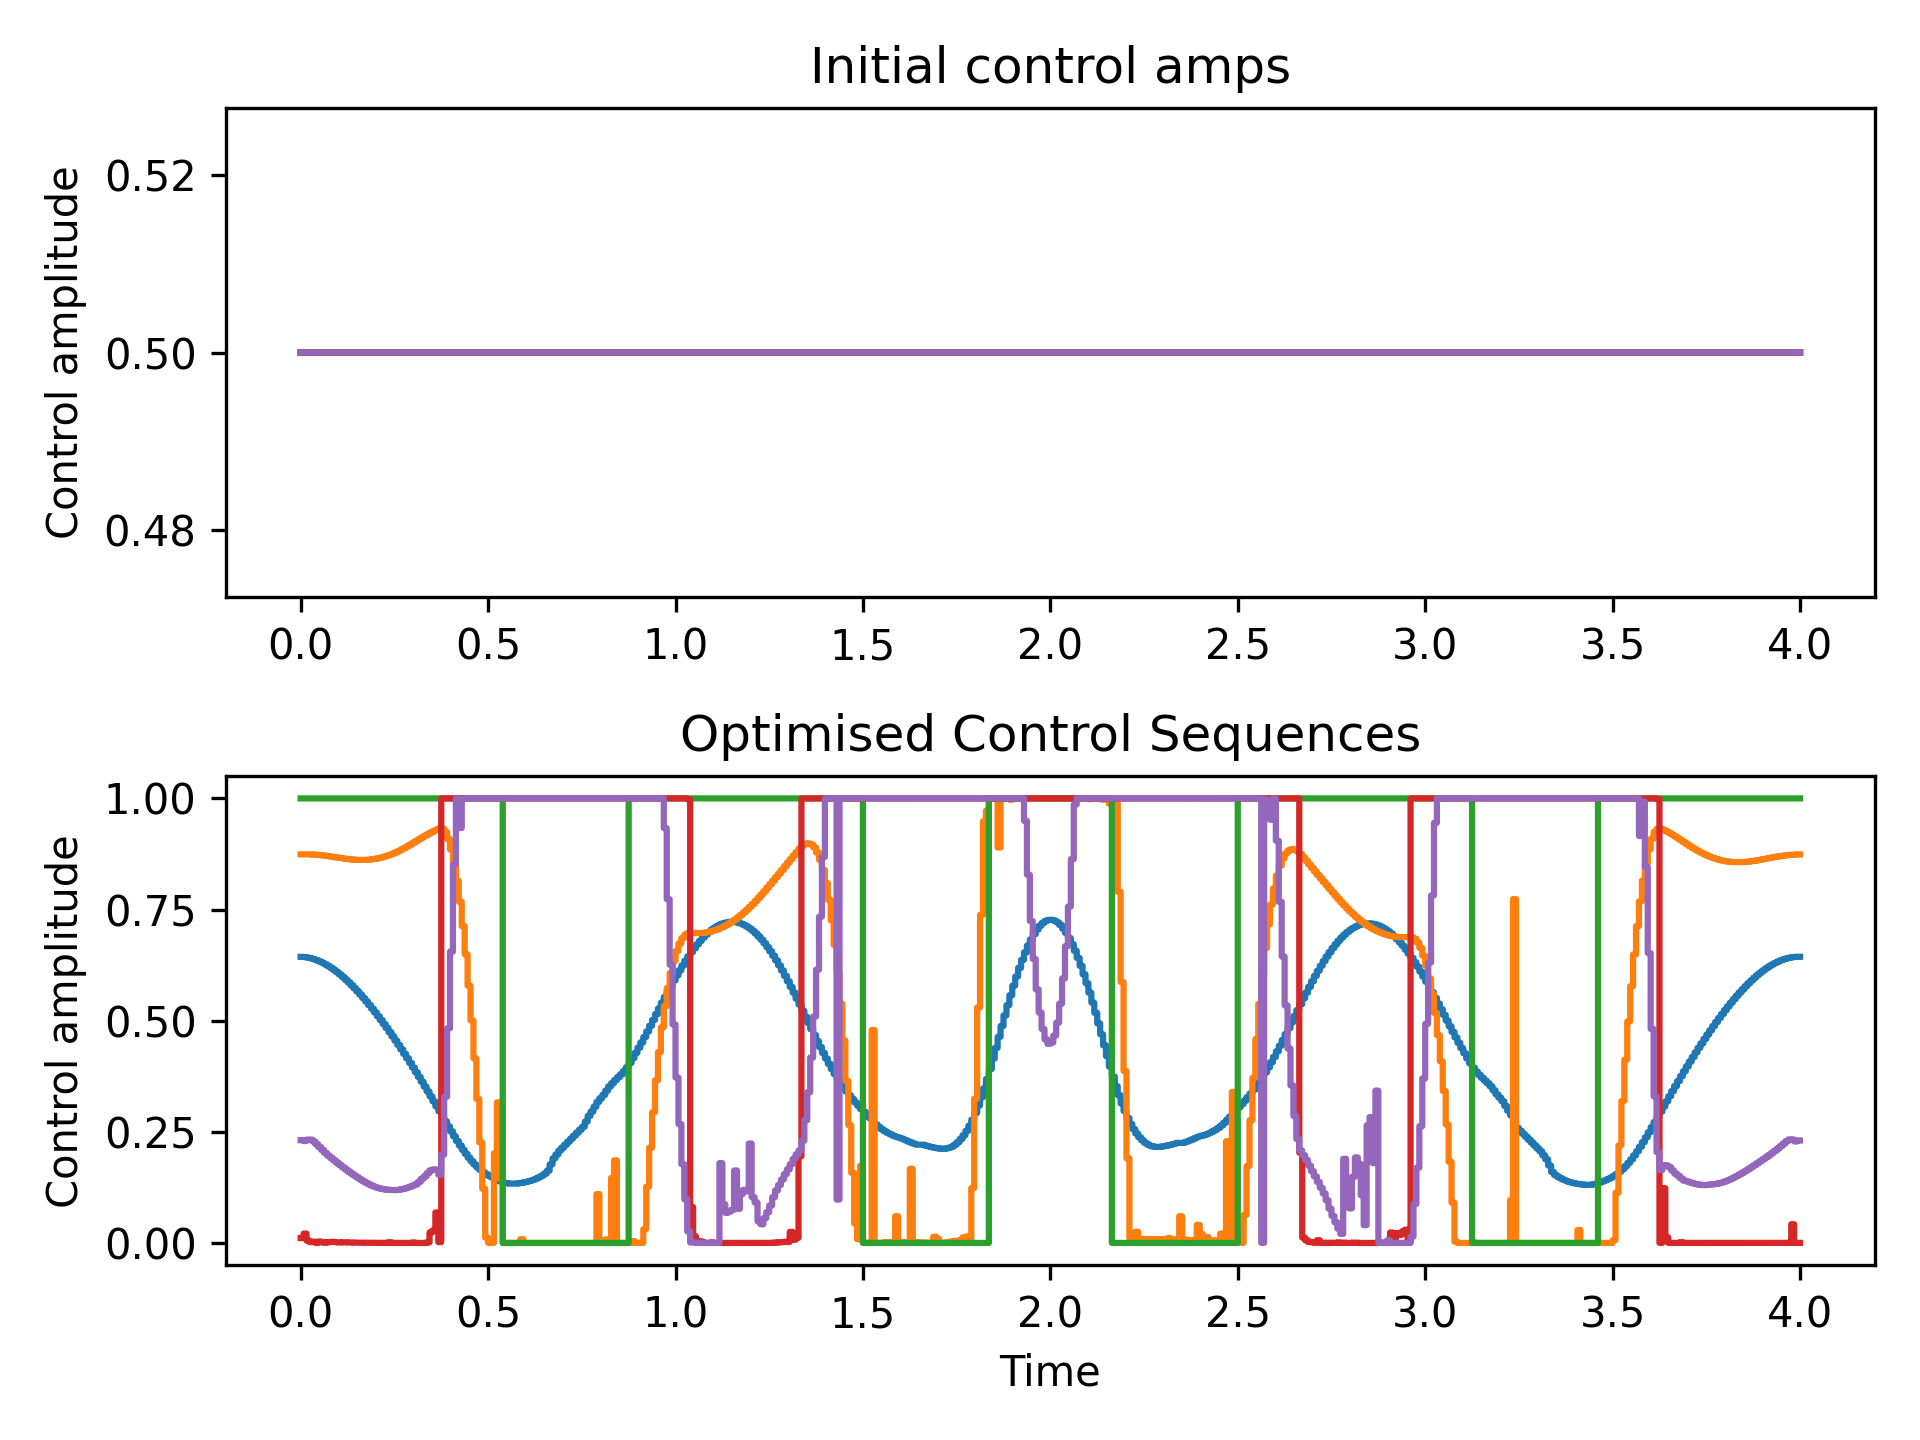 Initial control amps
Control amplitude
0.52
0.50
0.48
0.0 0.5 1.0 1.5 2.0 2.5 3.0 3.5 4.0
Optimised Control Sequences
Control amplitude
1.00
0.75
0.50
0.25
0.00
0.0 0.5 1.0 1.5 2.0 2.5 3.0 3.5 4.0
Time